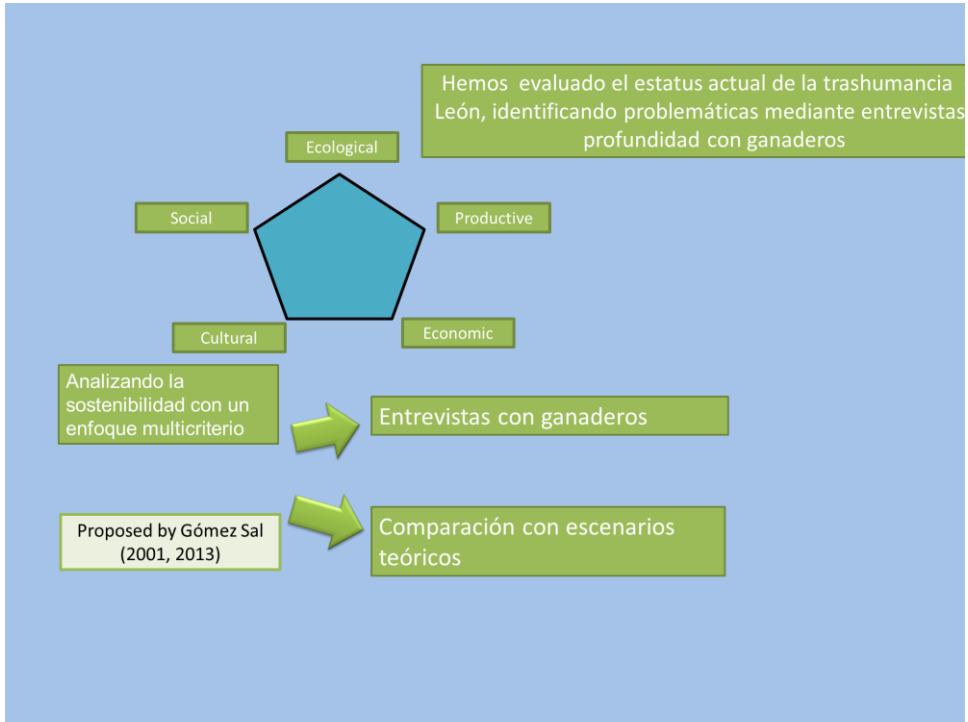 Hemos evaluado el estatus actual de la trashumancia
León, identificando problemáticas mediante entrevistas
profundidad con ganaderos
Ecological
Social
Productive
Cultural
Economic
Analizando la
sostenibilidad con un
enfoque multicriterio
Entrevistas con ganaderos
Proposed by Gómez Sal
(2001, 2013)
Comparación con escenarios
teóricos